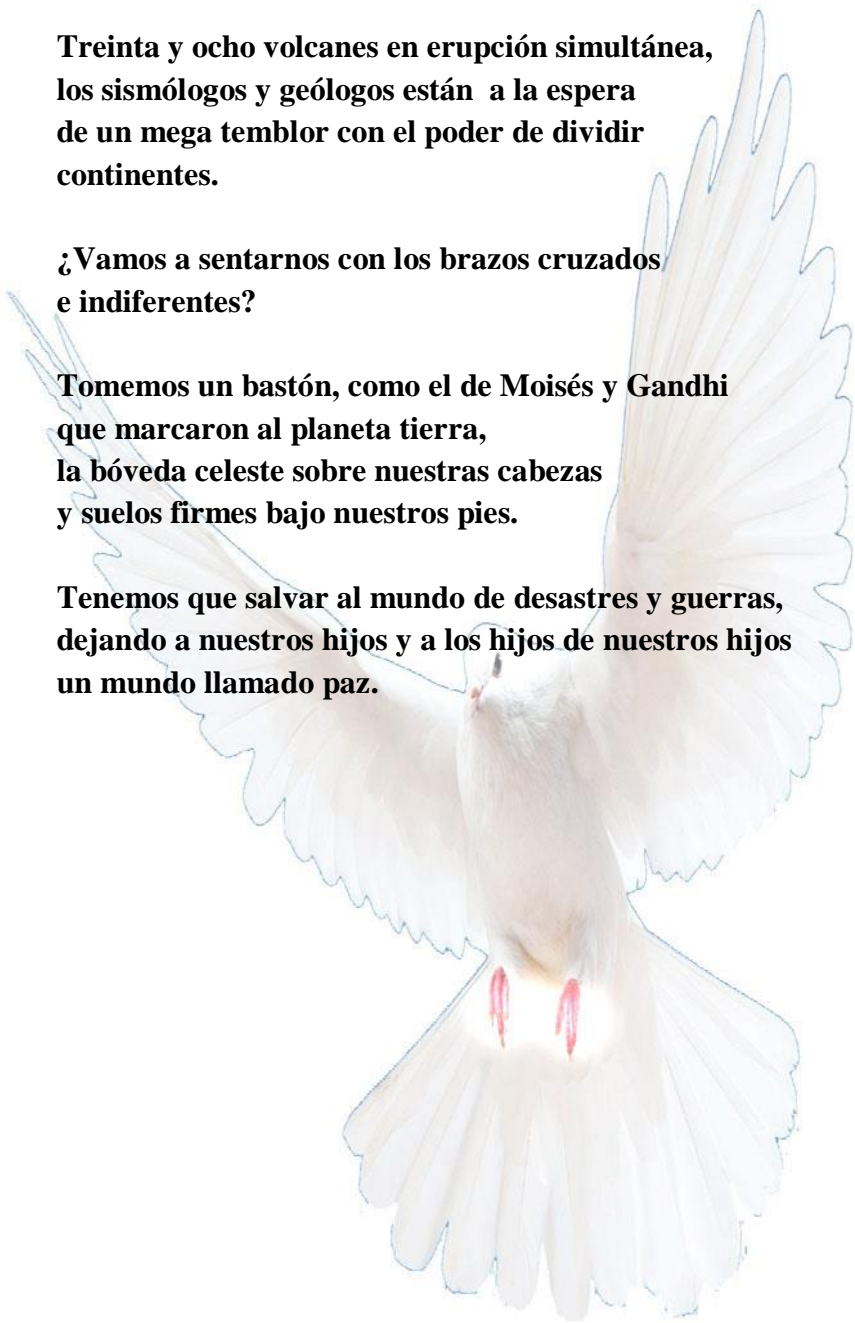 Treinta y ocho volcanes en erupción simultánea,
los sismólogos y geólogos están  a la espera
de un mega temblor con el poder de dividir
continentes.

¿Vamos a sentarnos con los brazos cruzados
e indiferentes?

Tomemos un bastón, como el de Moisés y Gandhi
que marcaron al planeta tierra,
la bóveda celeste sobre nuestras cabezas
y suelos firmes bajo nuestros pies.

Tenemos que salvar al mundo de desastres y guerras,
dejando a nuestros hijos y a los hijos de nuestros hijos
un mundo llamado paz.